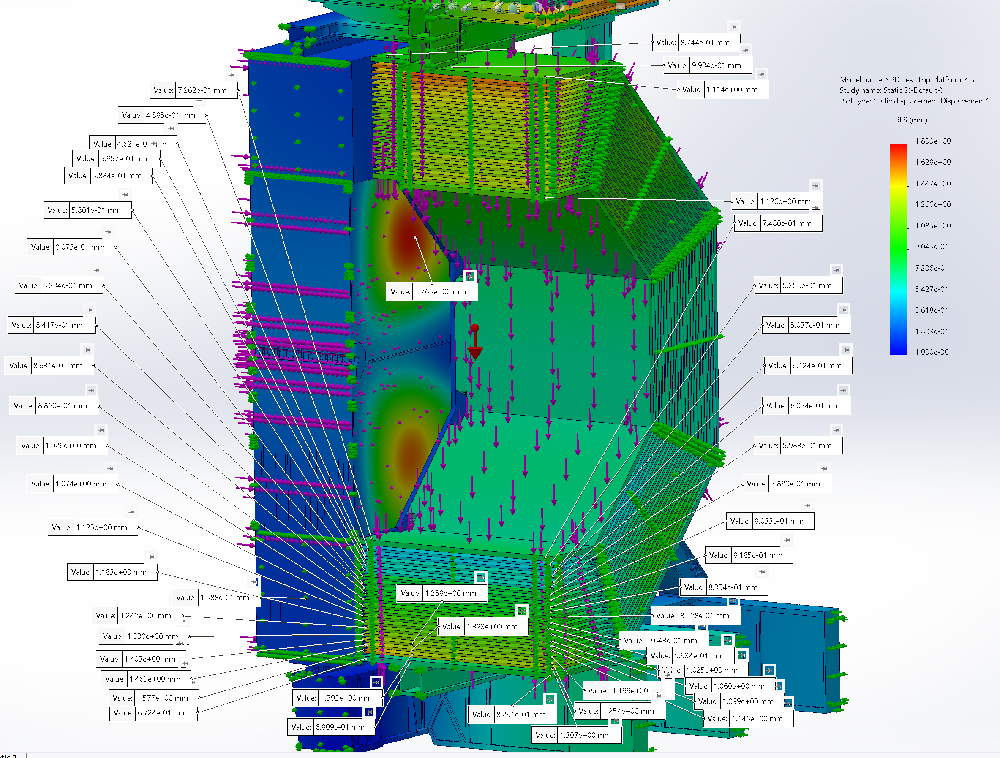 Value: 8.744e-01 mm
Value: 9.934e-01 mm
Value: 1.114e+00 mm
Model name: SPD Test Top Platform-4.5
Study name: Static 2(-Default-)
Plot type: Static displacement Displacement1
URES (mm)
1.809e+00
1.628e+00
1.447e+00
1.266e+00
1.085e+00
9.045e-01
7.236e-01
5.427e-01
3.618e-01
1.809e-01
1.000e-30
Value: 7.262e-01 mm
Value: 4.885e-01 mm
Value: 4.621e-0
Value: 5.957e-01 mm
Value: 5.884e-01 mm
Value: 5.801e-01 mm
Value: 8.073e-01 mm
Value: 8.234e-01 mm
Value: 8.417e-01 mm
Value: 8.631e-01 mm
Value: 8.860e-01 mm
Value: 1.026e+00 mm
Value: 1.074e+00 mm
Value: 1.125e+00 mm
Value: 1.183e+00 mm
Value: 1.588e-01 mm
Value: 1.242e+00 mm
Value: 1.330e+00 mm
Value: 1.403e+00 mm
Value: 1.469e+00 mm
Value: 1.577e+00 mm
Value: 6.724e-01 mm
Value: 1.765e+00 mm
Value: 1.258e+00 mm
Value: 1.323e+00 mm
Value: 1.393e+00 mm
Value: 6.809e-01 mm
Value: 1.126e+00 mm
Value: 7.480e-01 mm
Value: 5.256e-01 mm
Value: 5.037e-01 mm
Value: 6.124e-01 mm
Value: 6.054e-01 mm
Value: 5.983e-01 mm
Value: 7.889e-01 mm
Value: 8.033e-01 mm
Value: 8.185e-01 mm
Value: 8.354e-01 mm
Value: 8.528e-01 mm
Value: 9.643e-01 mm
Value: 9.934e-01 mm
1.025e+00 mm
Value: 1.060e+00 mm
Value: 1.099e+00 mm
Value: 1.146e+00 mm
Value: 1.199e+00
Value: 1.254e+00 mm
Value: 1.307e+00 mm
Value: 8.291e-01 mm